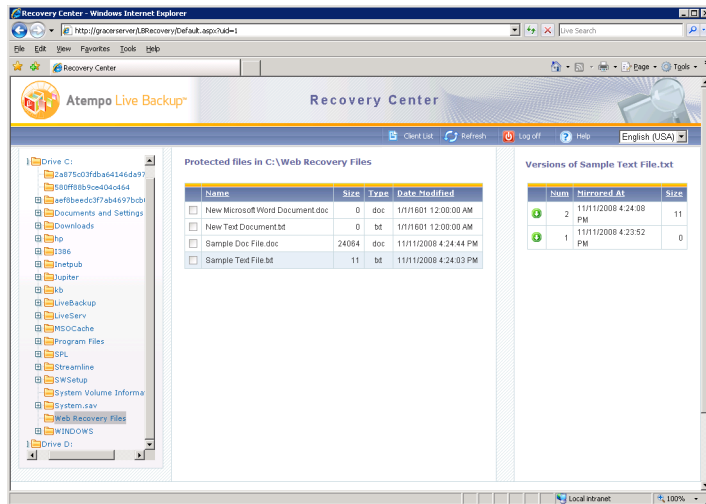 Recovery Center - Windows Internet Explorer
http://gracerserver/LBRecovery/Default.aspx?uid=1
Live Search
File Edit View Favorites Tools Help
Recovery Center
Page Tools
Atempo Live Backup™
Recovery Center
Client List Refresh Log off Help English (USA)
Drive C:
2a875c03fdba64146da97
580ff88b9ce404c464
aef8beedc3f7ab4697bcb
Documents and Settings
Downloads
hp
I386
Inetpub
Jupiter
kb
LiveBackup
LiveServ
MSOCache
Program Files
SPL
Streamline
SWSetup
System Volume Informa
System.sav
Web Recovery Files
WINDOWS
Drive D:
Protected files in C:\Web Recovery Files
Name Size Type Date Modified
New Microsoft Word Document.doc 0 doc 1/1/1601 12:00:00 AM
New Text Document.txt 0 txt 1/1/1601 12:00:00 AM
Sample Doc File.doc 24064 doc 11/11/2008 4:24:44 PM
Sample Text File.txt 11 txt 11/11/2008 4:24:03 PM
Versions of Sample Text File.txt
Num Mirrored At Size
2 11/11/2008 4:24:08 PM 11
1 11/11/2008 4:23:52 PM 0
Local intranet 100%